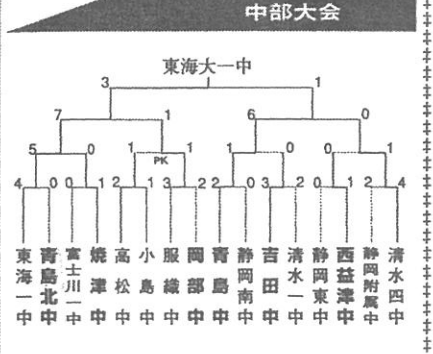 中部大会
東海大一中
3 1
7 1 6 0
5 0 1 1 1 0 0 1
PK
4 0 0 1 2 1 3 2 2 0 3 2 0 1 2 4
東海一中
青島北中
富士川一中
焼津中
高松中
小島中
服織中
岡部中
青島中
静岡南中
吉田中
清水一中
静岡東中
西益津中
静岡附属中
清水四中